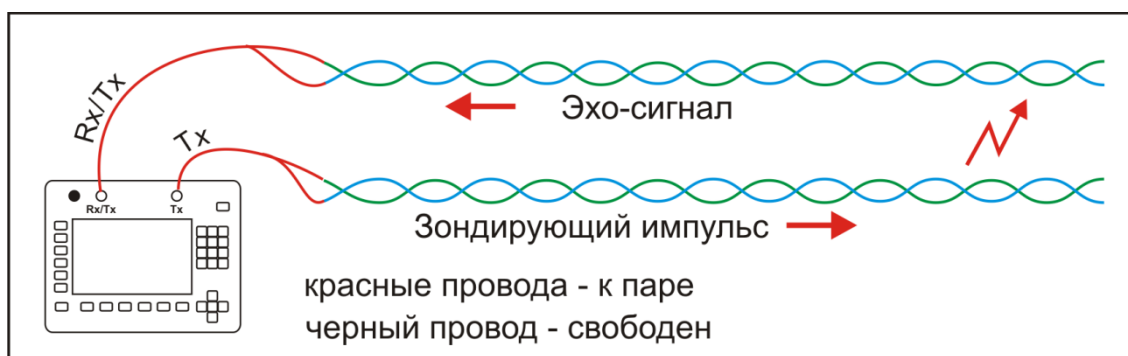 Rx/Tx
Эхо-сигнал
Tx
Rx/Tx
Tx
Зондирующий импульс
красные провода - к паре
черный провод - свободен